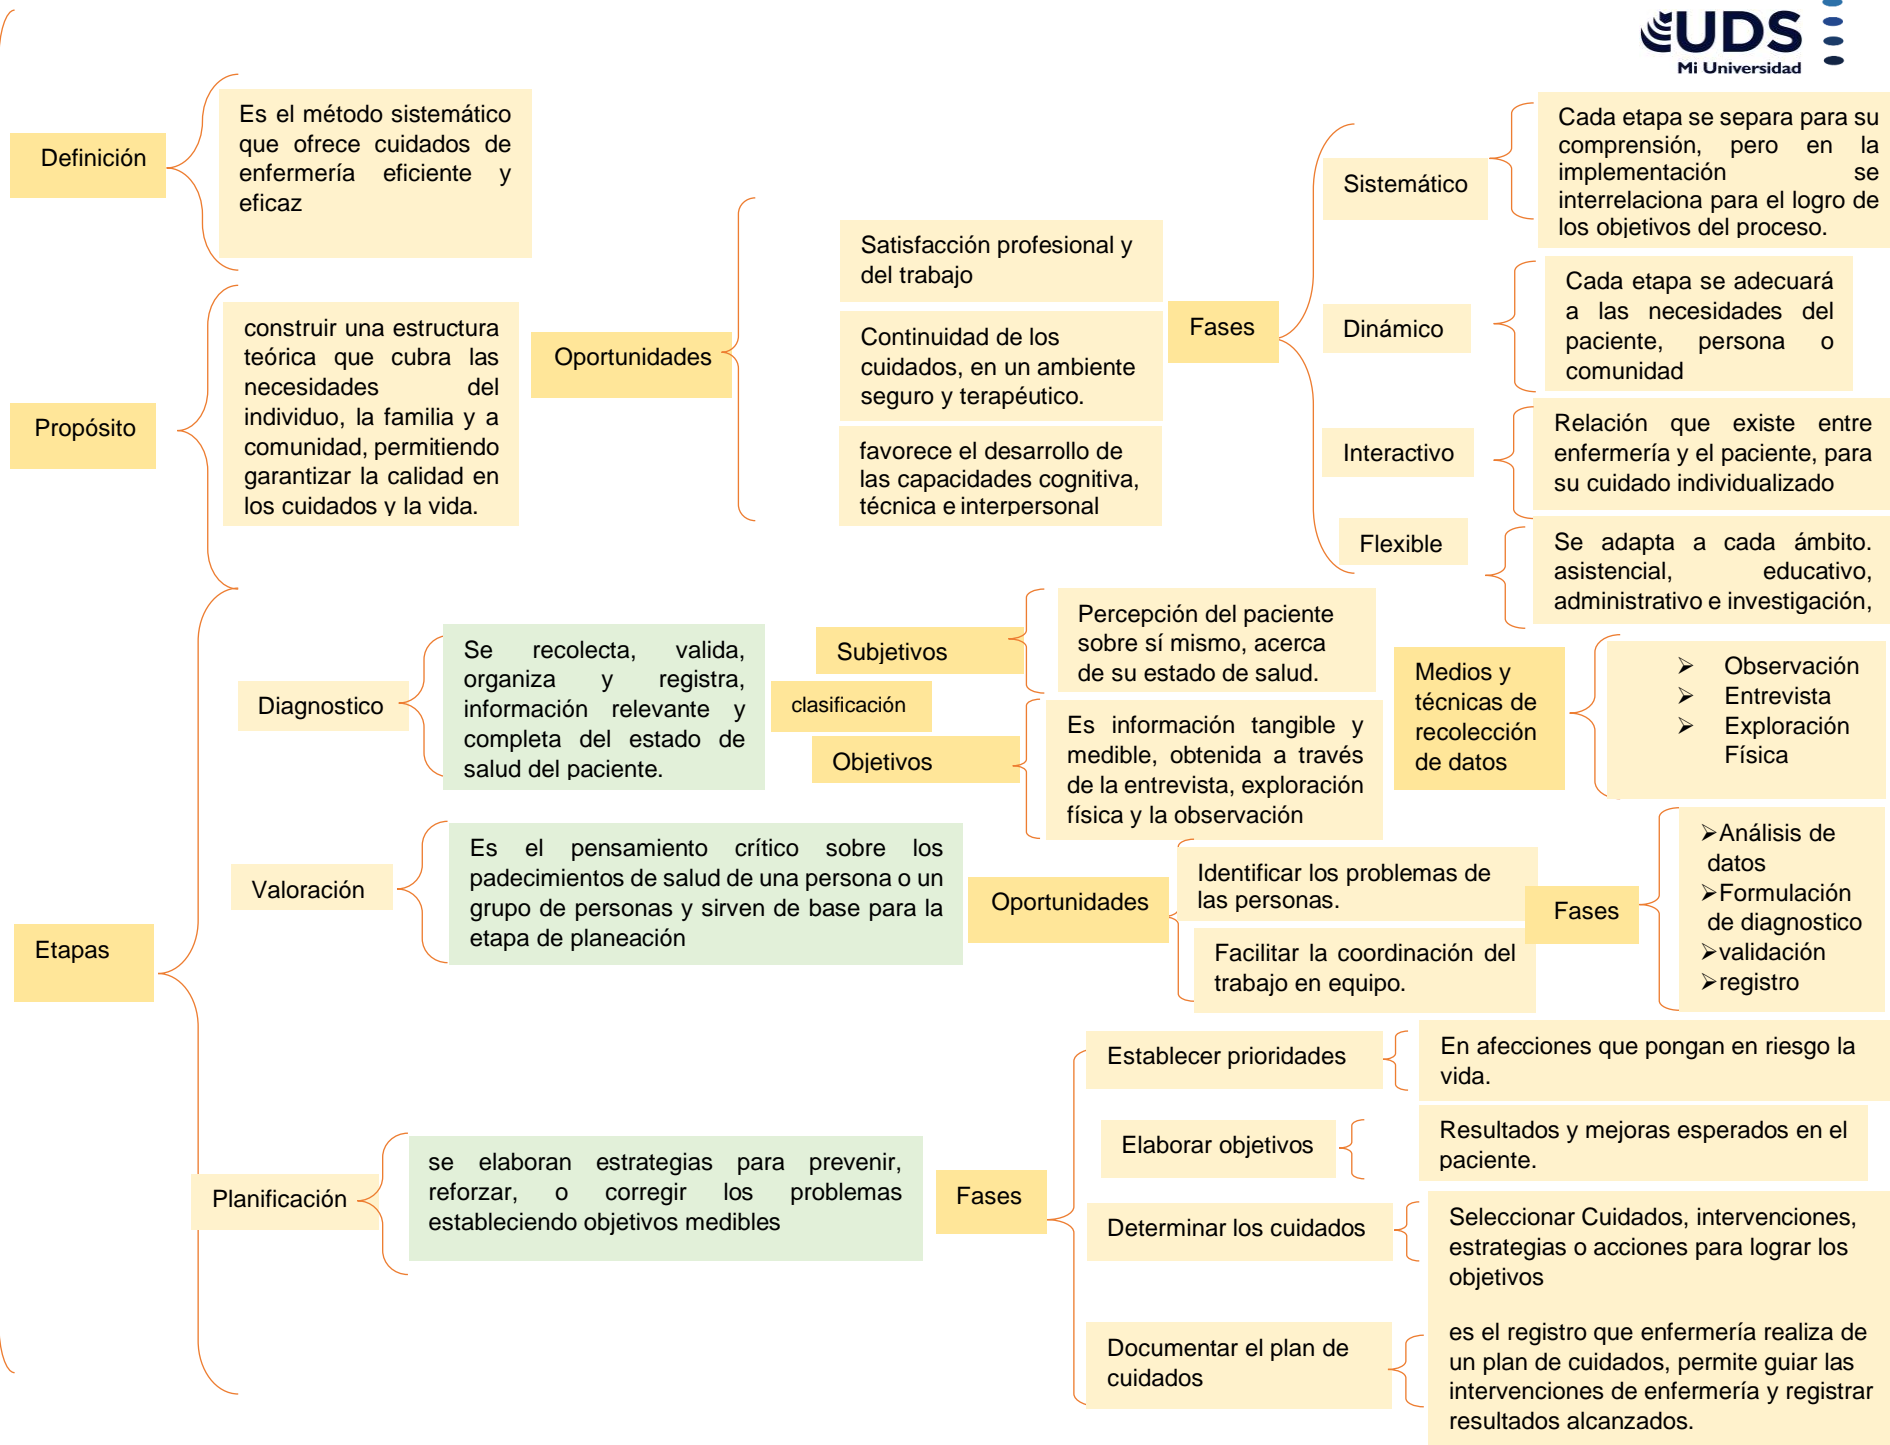 UDS
Mi Universidad
Definición
Es el método sistemático
que ofrece cuidados de
enfermería eficiente y
eficaz
Propósito
construir una estructura
teórica que cubra las
necesidades del
individuo, la familia y a
comunidad, permitiendo
garantizar la calidad en
los cuidados y la vida.
Oportunidades
Satisfacción profesional y
del trabajo
Continuidad de los
cuidados, en un ambiente
seguro y terapéutico.
favorece el desarrollo de
las capacidades cognitiva,
técnica e interpersonal
Fases
Sistemático
Cada etapa se separa para su
comprensión, pero en la
implementación se
interrelaciona para el logro de
los objetivos del proceso.
Dinámico
Cada etapa se adecuará
a las necesidades del
paciente, persona o
comunidad
Interactivo
Relación que existe entre
enfermería y el paciente, para
su cuidado individualizado
Flexible
Se adapta a cada ámbito.
asistencial, educativo,
administrativo e investigación,
Etapas
Diagnostico
Se recolecta, valida,
organiza y registra,
información relevante y
completa del estado de
salud del paciente.
clasificación
Subjetivos
Percepción del paciente
sobre sí mismo, acerca
de su estado de salud.
Objetivos
Es información tangible y
medible, obtenida a través
de la entrevista, exploración
física y la observación
Medios y
técnicas de
recolección
de datos
➤ Observación
➤ Entrevista
➤ Exploración
Física
Valoración
Es el pensamiento crítico sobre los
padecimientos de salud de una persona o un
grupo de personas y sirven de base para la
etapa de planeación
Oportunidades
Identificar los problemas de
las personas.
Facilitar la coordinación del
trabajo en equipo.
Fases
➤Análisis de
datos
➤Formulación
de diagnostico
➤validación
➤registro
Planificación
se elaboran estrategias para prevenir,
reforzar, o corregir los problemas
estableciendo objetivos medibles
Fases
Establecer prioridades
En afecciones que pongan en riesgo la
vida.
Elaborar objetivos
Resultados y mejoras esperados en el
paciente.
Determinar los cuidados
Seleccionar Cuidados, intervenciones,
estrategias o acciones para lograr los
objetivos
Documentar el plan de
cuidados
es el registro que enfermería realiza de
un plan de cuidados, permite guiar las
intervenciones de enfermería y registrar
resultados alcanzados.